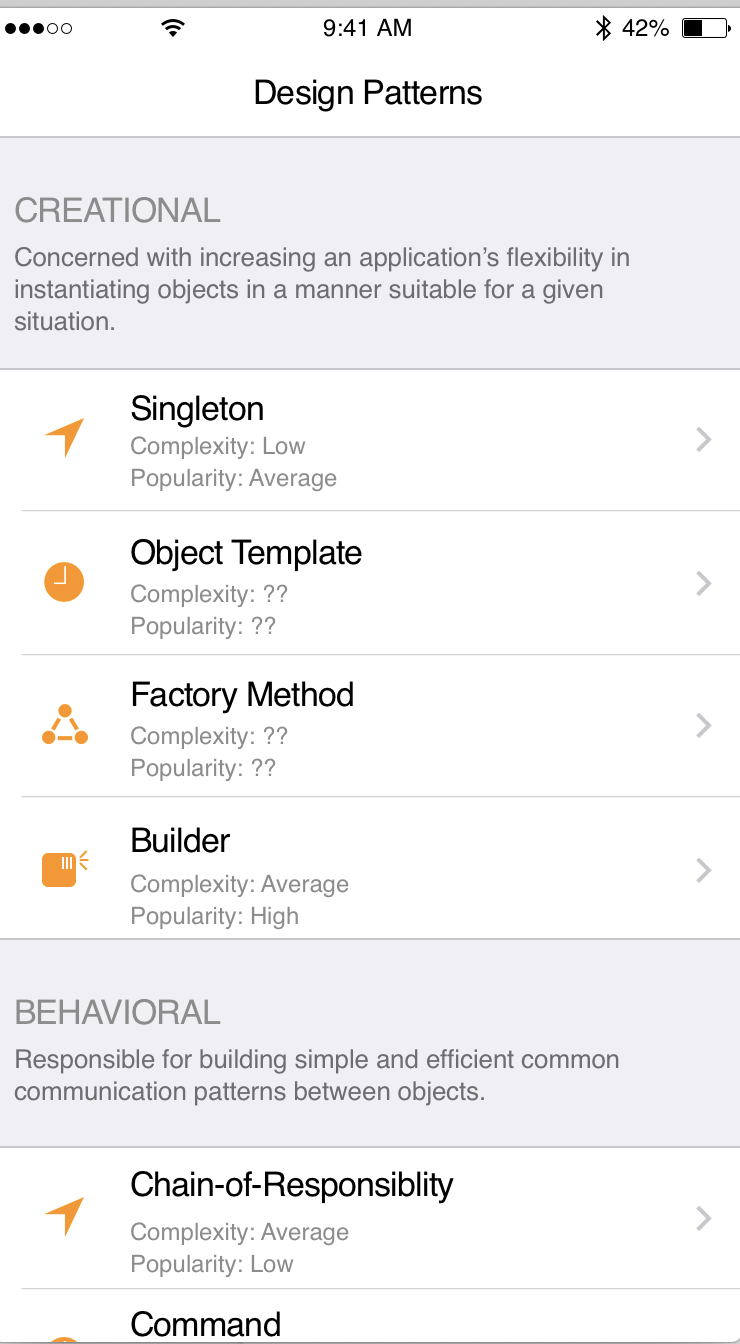 9:41 AM 42%
Design Patterns
CREATIONAL
Concerned with increasing an application’s flexibility in
instantiating objects in a manner suitable for a given
situation.
Singleton
Complexity: Low
Popularity: Average
Object Template
Complexity: ??
Popularity: ??
Factory Method
Complexity: ??
Popularity: ??
Builder
Complexity: Average
Popularity: High
BEHAVIORAL
Responsible for building simple and efficient common
communication patterns between objects.
Chain-of-Responsiblity
Complexity: Average
Popularity: Low
Command